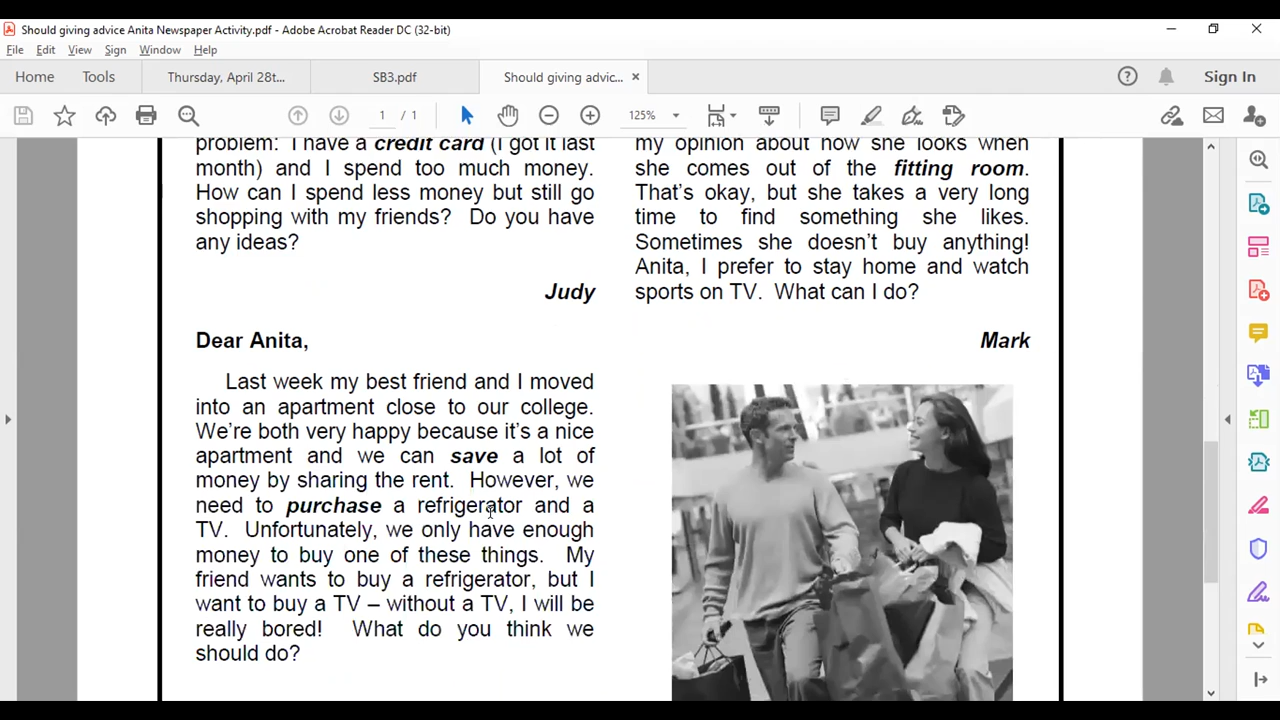 Should giving advice Anita Newspaper Activity.pdf - Adobe Acrobat Reader DC (32-bit)
File Edit View Sign Window Help
Home Tools Thursday, April 28t... SB3.pdf Should giving advic... Sign In
1 / 1 125%
problem: I have a credit card (I got it last
month) and I spend too much money.
How can I spend less money but still go
shopping with my friends? Do you have
any ideas?
Judy
Dear Anita,
Last week my best friend and I moved
into an apartment close to our college.
We're both very happy because it's a nice
apartment and we can save a lot of
money by sharing the rent. However, we
need to purchase a refrigerator and a
TV. Unfortunately, we only have enough
money to buy one of these things. My
friend wants to buy a refrigerator, but I
want to buy a TV – without a TV, I will be
really bored! What do you think we
should do?
my opinion about how she looks when
she comes out of the fitting room.
That's okay, but she takes a very long
time to find something she likes.
Sometimes she doesn't buy anything!
Anita, I prefer to stay home and watch
sports on TV. What can I do?
Mark